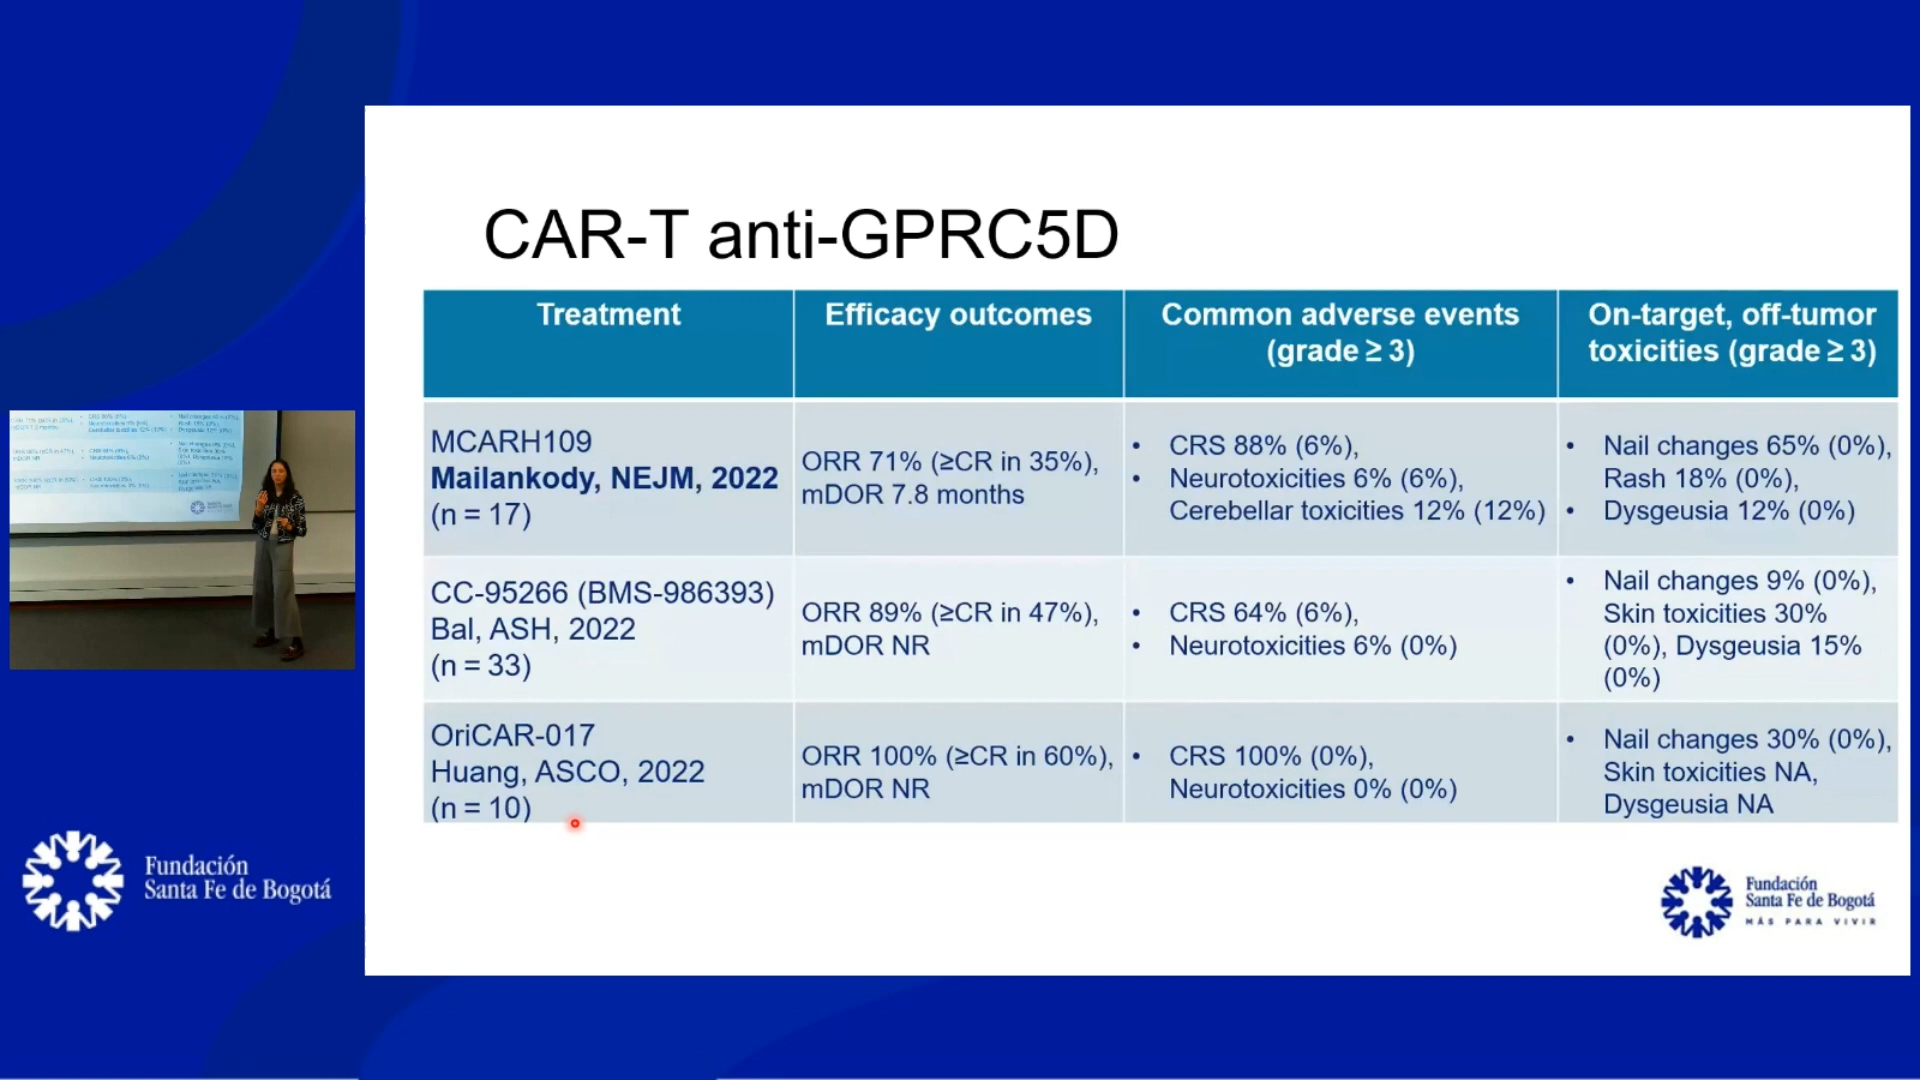 CAR-T anti-GPRC5D
Treatment
Efficacy outcomes
Common adverse events
(grade ≥ 3)
On-target, off-tumor
toxicities (grade ≥ 3)
MCARH109
Mailankody, NEJM, 2022
(n = 17)
ORR 71% (≥CR in 35%),
mDOR 7.8 months
• CRS 88% (6%),
• Neurotoxicities 6% (6%),
Cerebellar toxicities 12% (12%)
• Nail changes 65% (0%),
Rash 18% (0%),
• Dysgeusia 12% (0%)
CC-95266 (BMS-986393)
Bal, ASH, 2022
(n = 33)
ORR 89% (≥CR in 47%),
mDOR NR
• CRS 64% (6%),
• Neurotoxicities 6% (0%)
• Nail changes 9% (0%),
Skin toxicities 30%
(0%), Dysgeusia 15%
(0%)
OriCAR-017
Huang, ASCO, 2022
(n = 10)
ORR 100% (≥CR in 60%),
mDOR NR
• CRS 100% (0%),
Neurotoxicities 0% (0%)
• Nail changes 30% (0%),
Skin toxicities NA,
Dysgeusia NA
Fundación
Santa Fe de Bogotá
Fundación
Santa Fe de Bogotá
MÁS PARA VIVIR